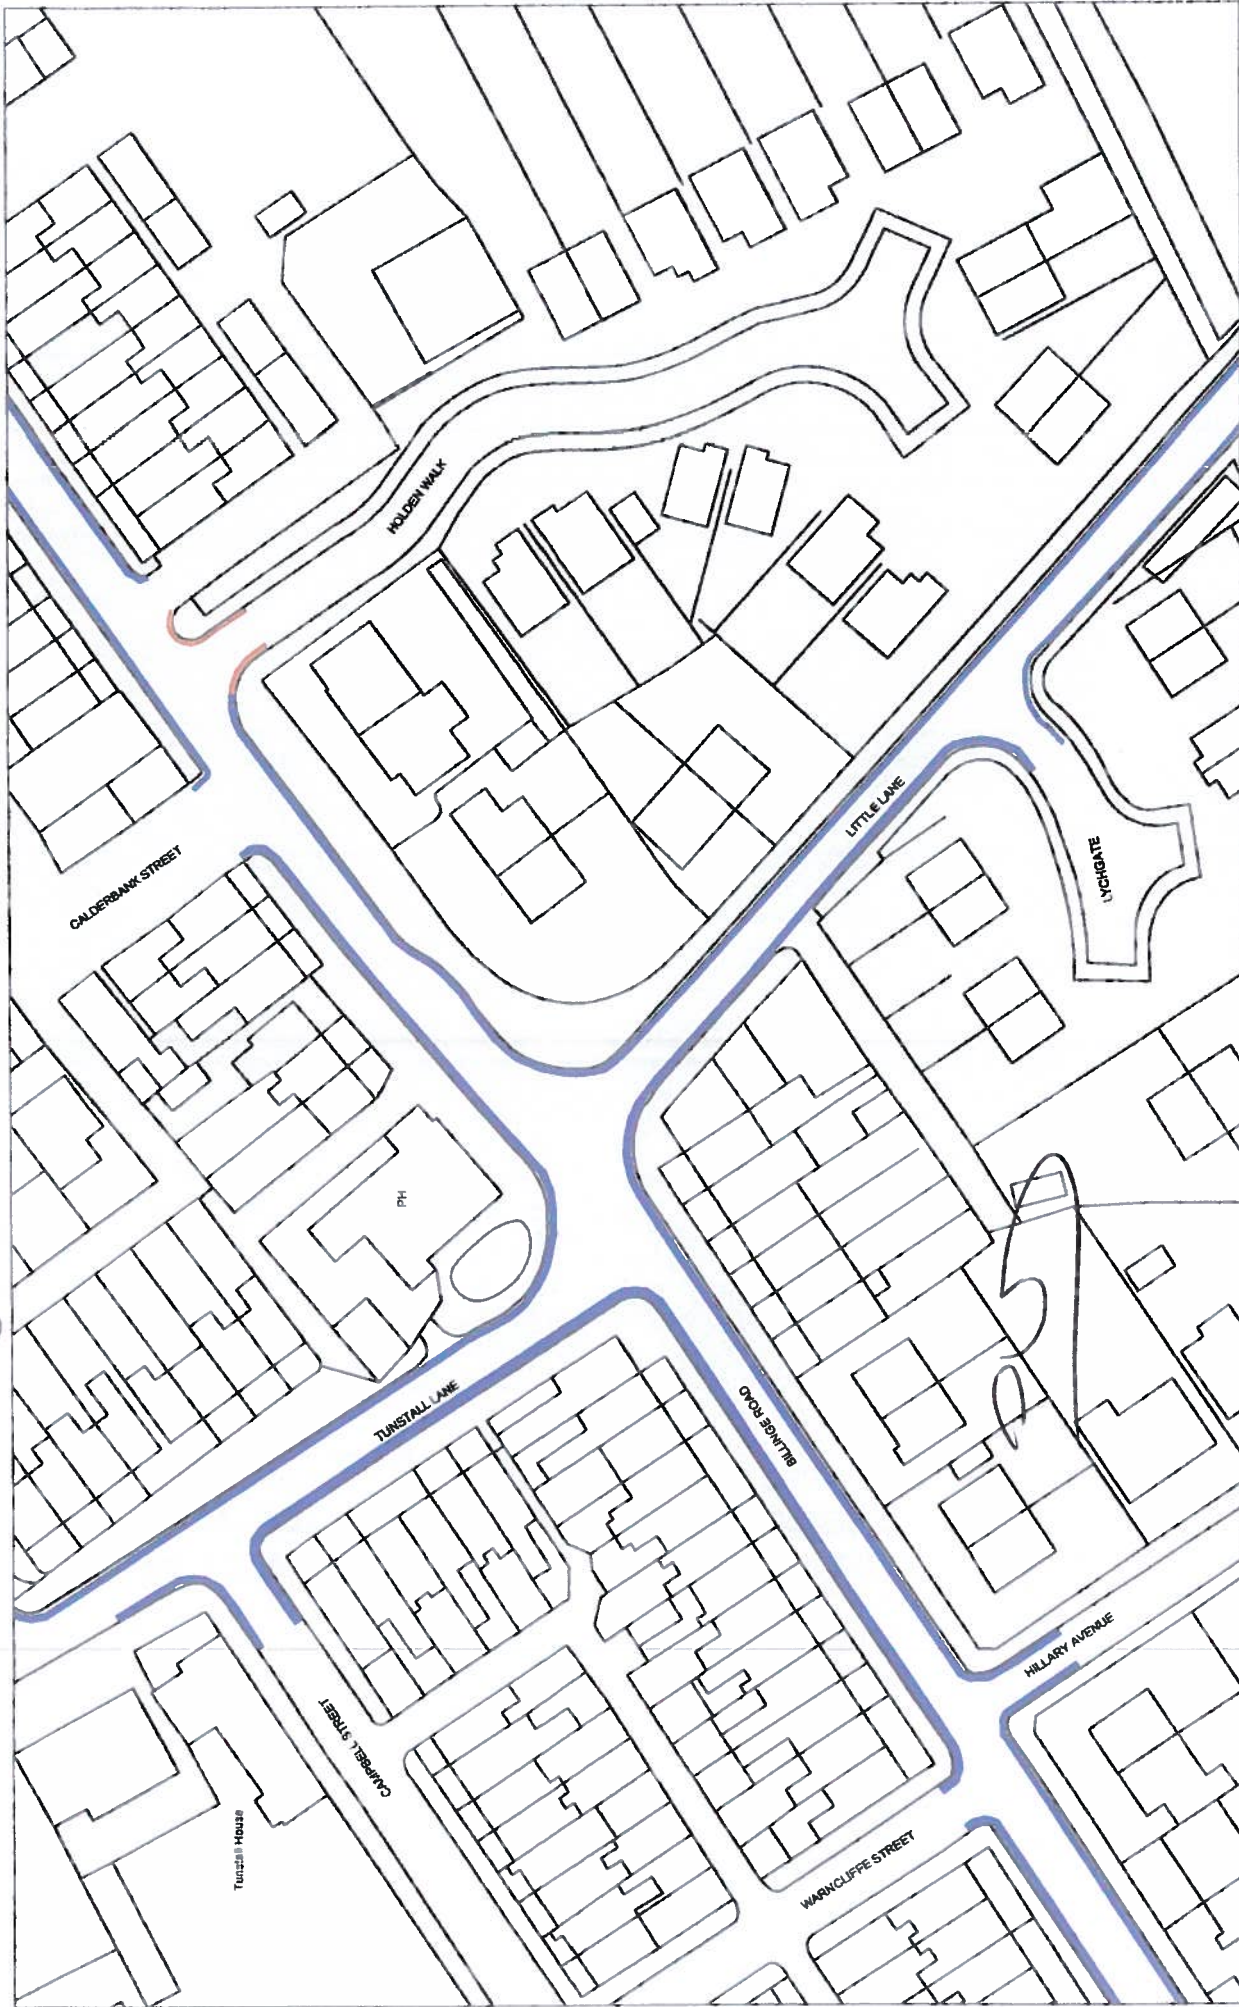 HOLDEN WALK
CALDERBANK STREET
LITTLE LANE
LYCHGATE
PH
TUNSTALL LANE
BILLINGE ROAD
HILLARY AVENUE
CAMPBELL STREET
Tunstall House
WARNCLIFFE STREET